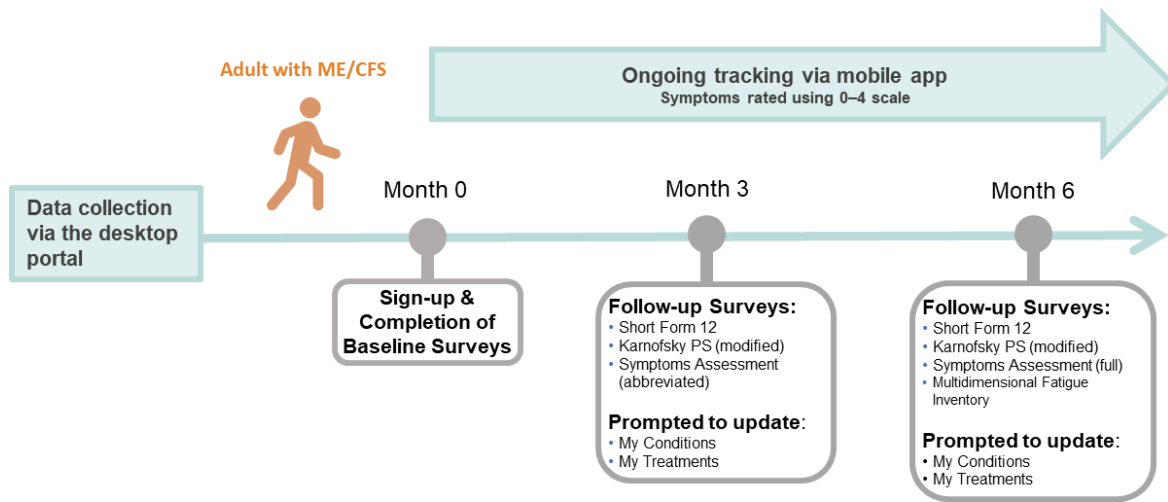 Adult with ME/CFS
Ongoing tracking via mobile app
Symptoms rated using 0–4 scale
Data collection
via the desktop
portal
Month 0
Month 3
Month 6
Sign-up &
Completion of
Baseline Surveys
Follow-up Surveys:
• Short Form 12
• Karnofsky PS (modified)
• Symptoms Assessment
(abbreviated)
Prompted to update:
• My Conditions
• My Treatments
Follow-up Surveys:
• Short Form 12
• Karnofsky PS (modified)
• Symptoms Assessment (full)
• Multidimensional Fatigue
Inventory
Prompted to update:
• My Conditions
• My Treatments